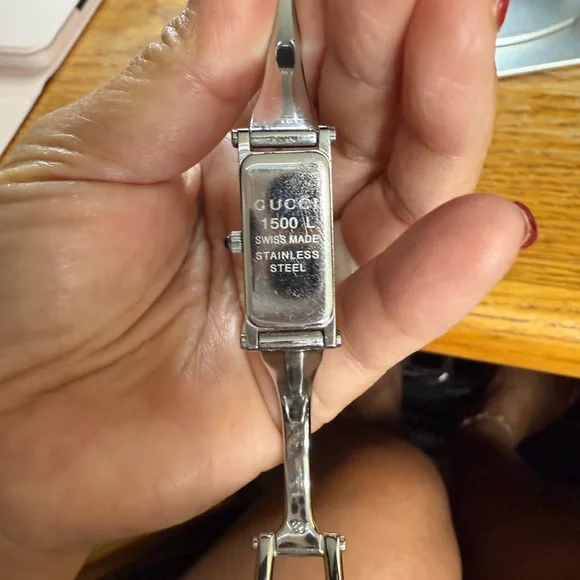 GUCCI
1500 L
SWISS MADE
STAINLESS
STEEL